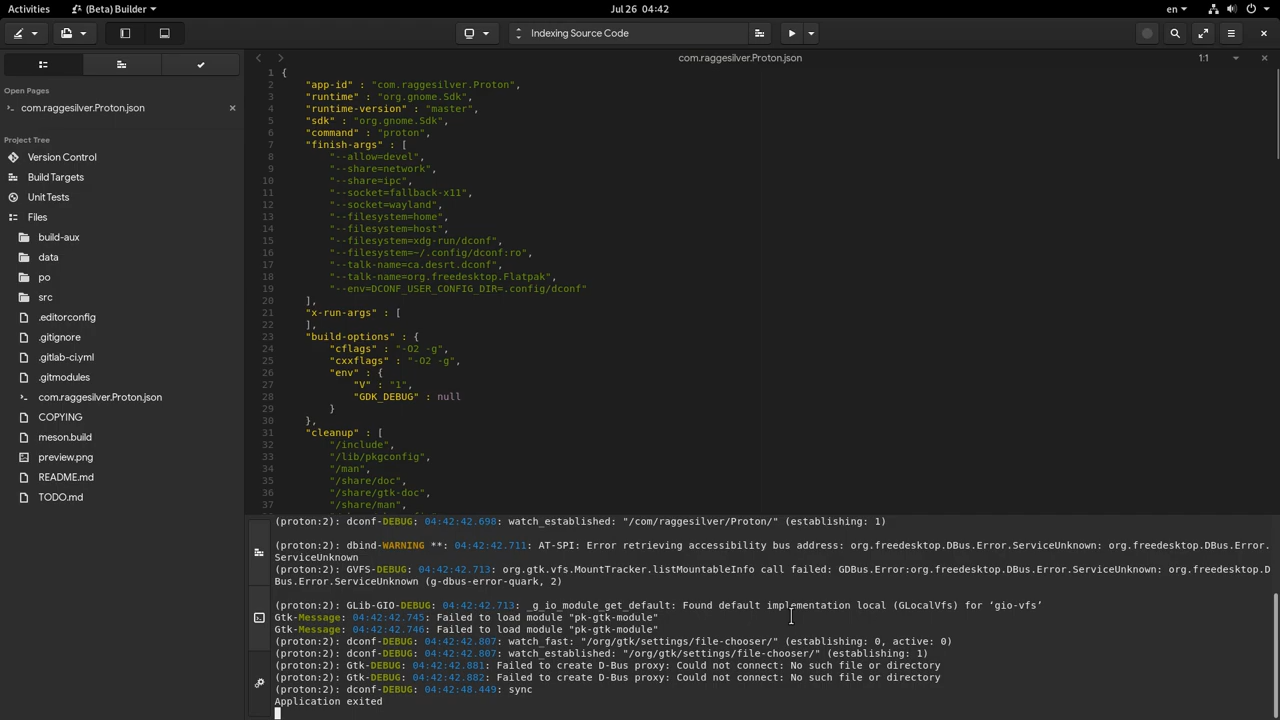 Activities
(Beta) Builder
Jul 26 04:42
en
Indexing Source Code
com.raggesilver.Proton.json
1:1
Open Pages
com.raggesilver.Proton.json
Project Tree
Version Control
Build Targets
Unit Tests
Files
build-aux
data
po
src
.editorconfig
.gitignore
.gitlab-ci.yml
.gitmodules
com.raggesilver.Proton.json
COPYING
meson.build
preview.png
README.md
TODO.md
1 {
2 "app-id" : "com.raggesilver.Proton",
3 "runtime" : "org.gnome.Sdk",
4 "runtime-version" : "master",
5 "sdk" : "org.gnome.Sdk",
6 "command" : "proton",
7 "finish-args" : [
8 "--allow=devel",
9 "--share=network",
10 "--share=ipc",
11 "--socket=fallback-x11",
12 "--socket=wayland",
13 "--filesystem=home",
14 "--filesystem=host",
15 "--filesystem=xdg-run/dconf",
16 "--filesystem=~/.config/dconf:ro",
17 "--talk-name=ca.desrt.dconf",
18 "--talk-name=org.freedesktop.Flatpak",
19 "--env=DCONF_USER_CONFIG_DIR=.config/dconf"
20 ],
21 "x-run-args" : [
22 ],
23 "build-options" : {
24 "cflags" : "-O2 -g",
25 "cxxflags" : "-O2 -g",
26 "env" : {
27 "V" : "1",
28 "GDK_DEBUG" : null
29 }
30 },
31 "cleanup" : [
32 "/include",
33 "/lib/pkgconfig",
34 "/man",
35 "/share/doc",
36 "/share/gtk-doc",
37 "/share/man",
(proton:2): dconf-DEBUG: 04:42:42.698: watch_established: "/com/raggesilver/Proton/" (establishing: 1)
(proton:2): dbind-WARNING **: 04:42:42.711: AT-SPI: Error retrieving accessibility bus address: org.freedesktop.DBus.Error.ServiceUnknown: org.freedesktop.DBus.Error.
ServiceUnknown
(proton:2): GVFS-DEBUG: 04:42:42.713: org.gtk.vfs.MountTracker.listMountableInfo call failed: GDBus.Error:org.freedesktop.DBus.Error.ServiceUnknown: org.freedesktop.D
Bus.Error.ServiceUnknown (g-dbus-error-quark, 2)
(proton:2): GLib-GIO-DEBUG: 04:42:42.713: _g_io_module_get_default: Found default implementation local (GLocalVfs) for ‘gio-vfs’
Gtk-Message: 04:42:42.745: Failed to load module "pk-gtk-module"
Gtk-Message: 04:42:42.746: Failed to load module "pk-gtk-module"
(proton:2): dconf-DEBUG: 04:42:42.807: watch_fast: "/org/gtk/settings/file-chooser/" (establishing: 0, active: 0)
(proton:2): dconf-DEBUG: 04:42:42.807: watch_established: "/org/gtk/settings/file-chooser/" (establishing: 1)
(proton:2): Gtk-DEBUG: 04:42:42.881: Failed to create D-Bus proxy: Could not connect: No such file or directory
(proton:2): Gtk-DEBUG: 04:42:42.882: Failed to create D-Bus proxy: Could not connect: No such file or directory
(proton:2): dconf-DEBUG: 04:42:48.449: sync
Application exited